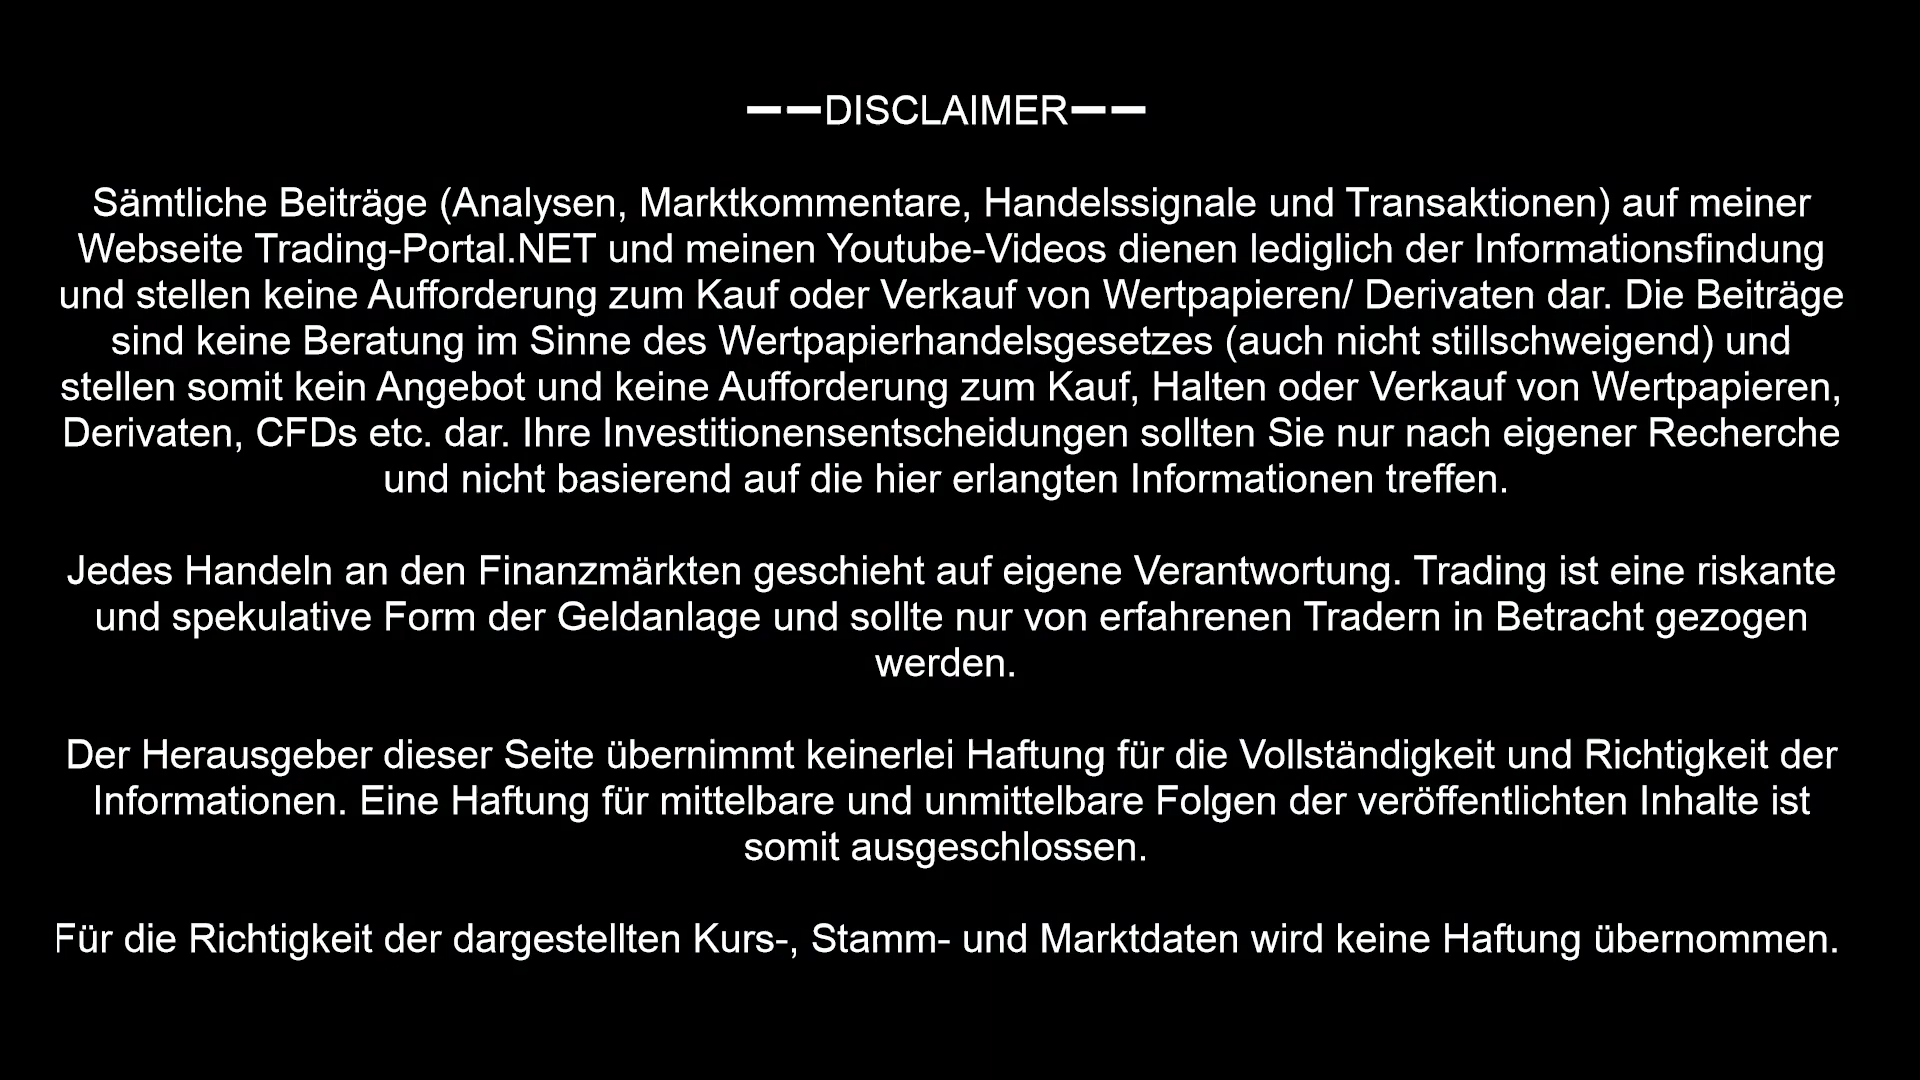 ——DISCLAIMER——
Sämtliche Beiträge (Analysen, Marktkommentare, Handelssignale und Transaktionen) auf meiner
Webseite Trading-Portal.NET und meinen Youtube-Videos dienen lediglich der Informationsfindung
und stellen keine Aufforderung zum Kauf oder Verkauf von Wertpapieren/ Derivaten dar. Die Beiträge
sind keine Beratung im Sinne des Wertpapierhandelsgesetzes (auch nicht stillschweigend) und
stellen somit kein Angebot und keine Aufforderung zum Kauf, Halten oder Verkauf von Wertpapieren,
Derivaten, CFDs etc. dar. Ihre Investitionensentscheidungen sollten Sie nur nach eigener Recherche
und nicht basierend auf die hier erlangten Informationen treffen.
Jedes Handeln an den Finanzmärkten geschieht auf eigene Verantwortung. Trading ist eine riskante
und spekulative Form der Geldanlage und sollte nur von erfahrenen Tradern in Betracht gezogen
werden.
Der Herausgeber dieser Seite übernimmt keinerlei Haftung für die Vollständigkeit und Richtigkeit der
Informationen. Eine Haftung für mittelbare und unmittelbare Folgen der veröffentlichten Inhalte ist
somit ausgeschlossen.
Für die Richtigkeit der dargestellten Kurs-, Stamm- und Marktdaten wird keine Haftung übernommen.